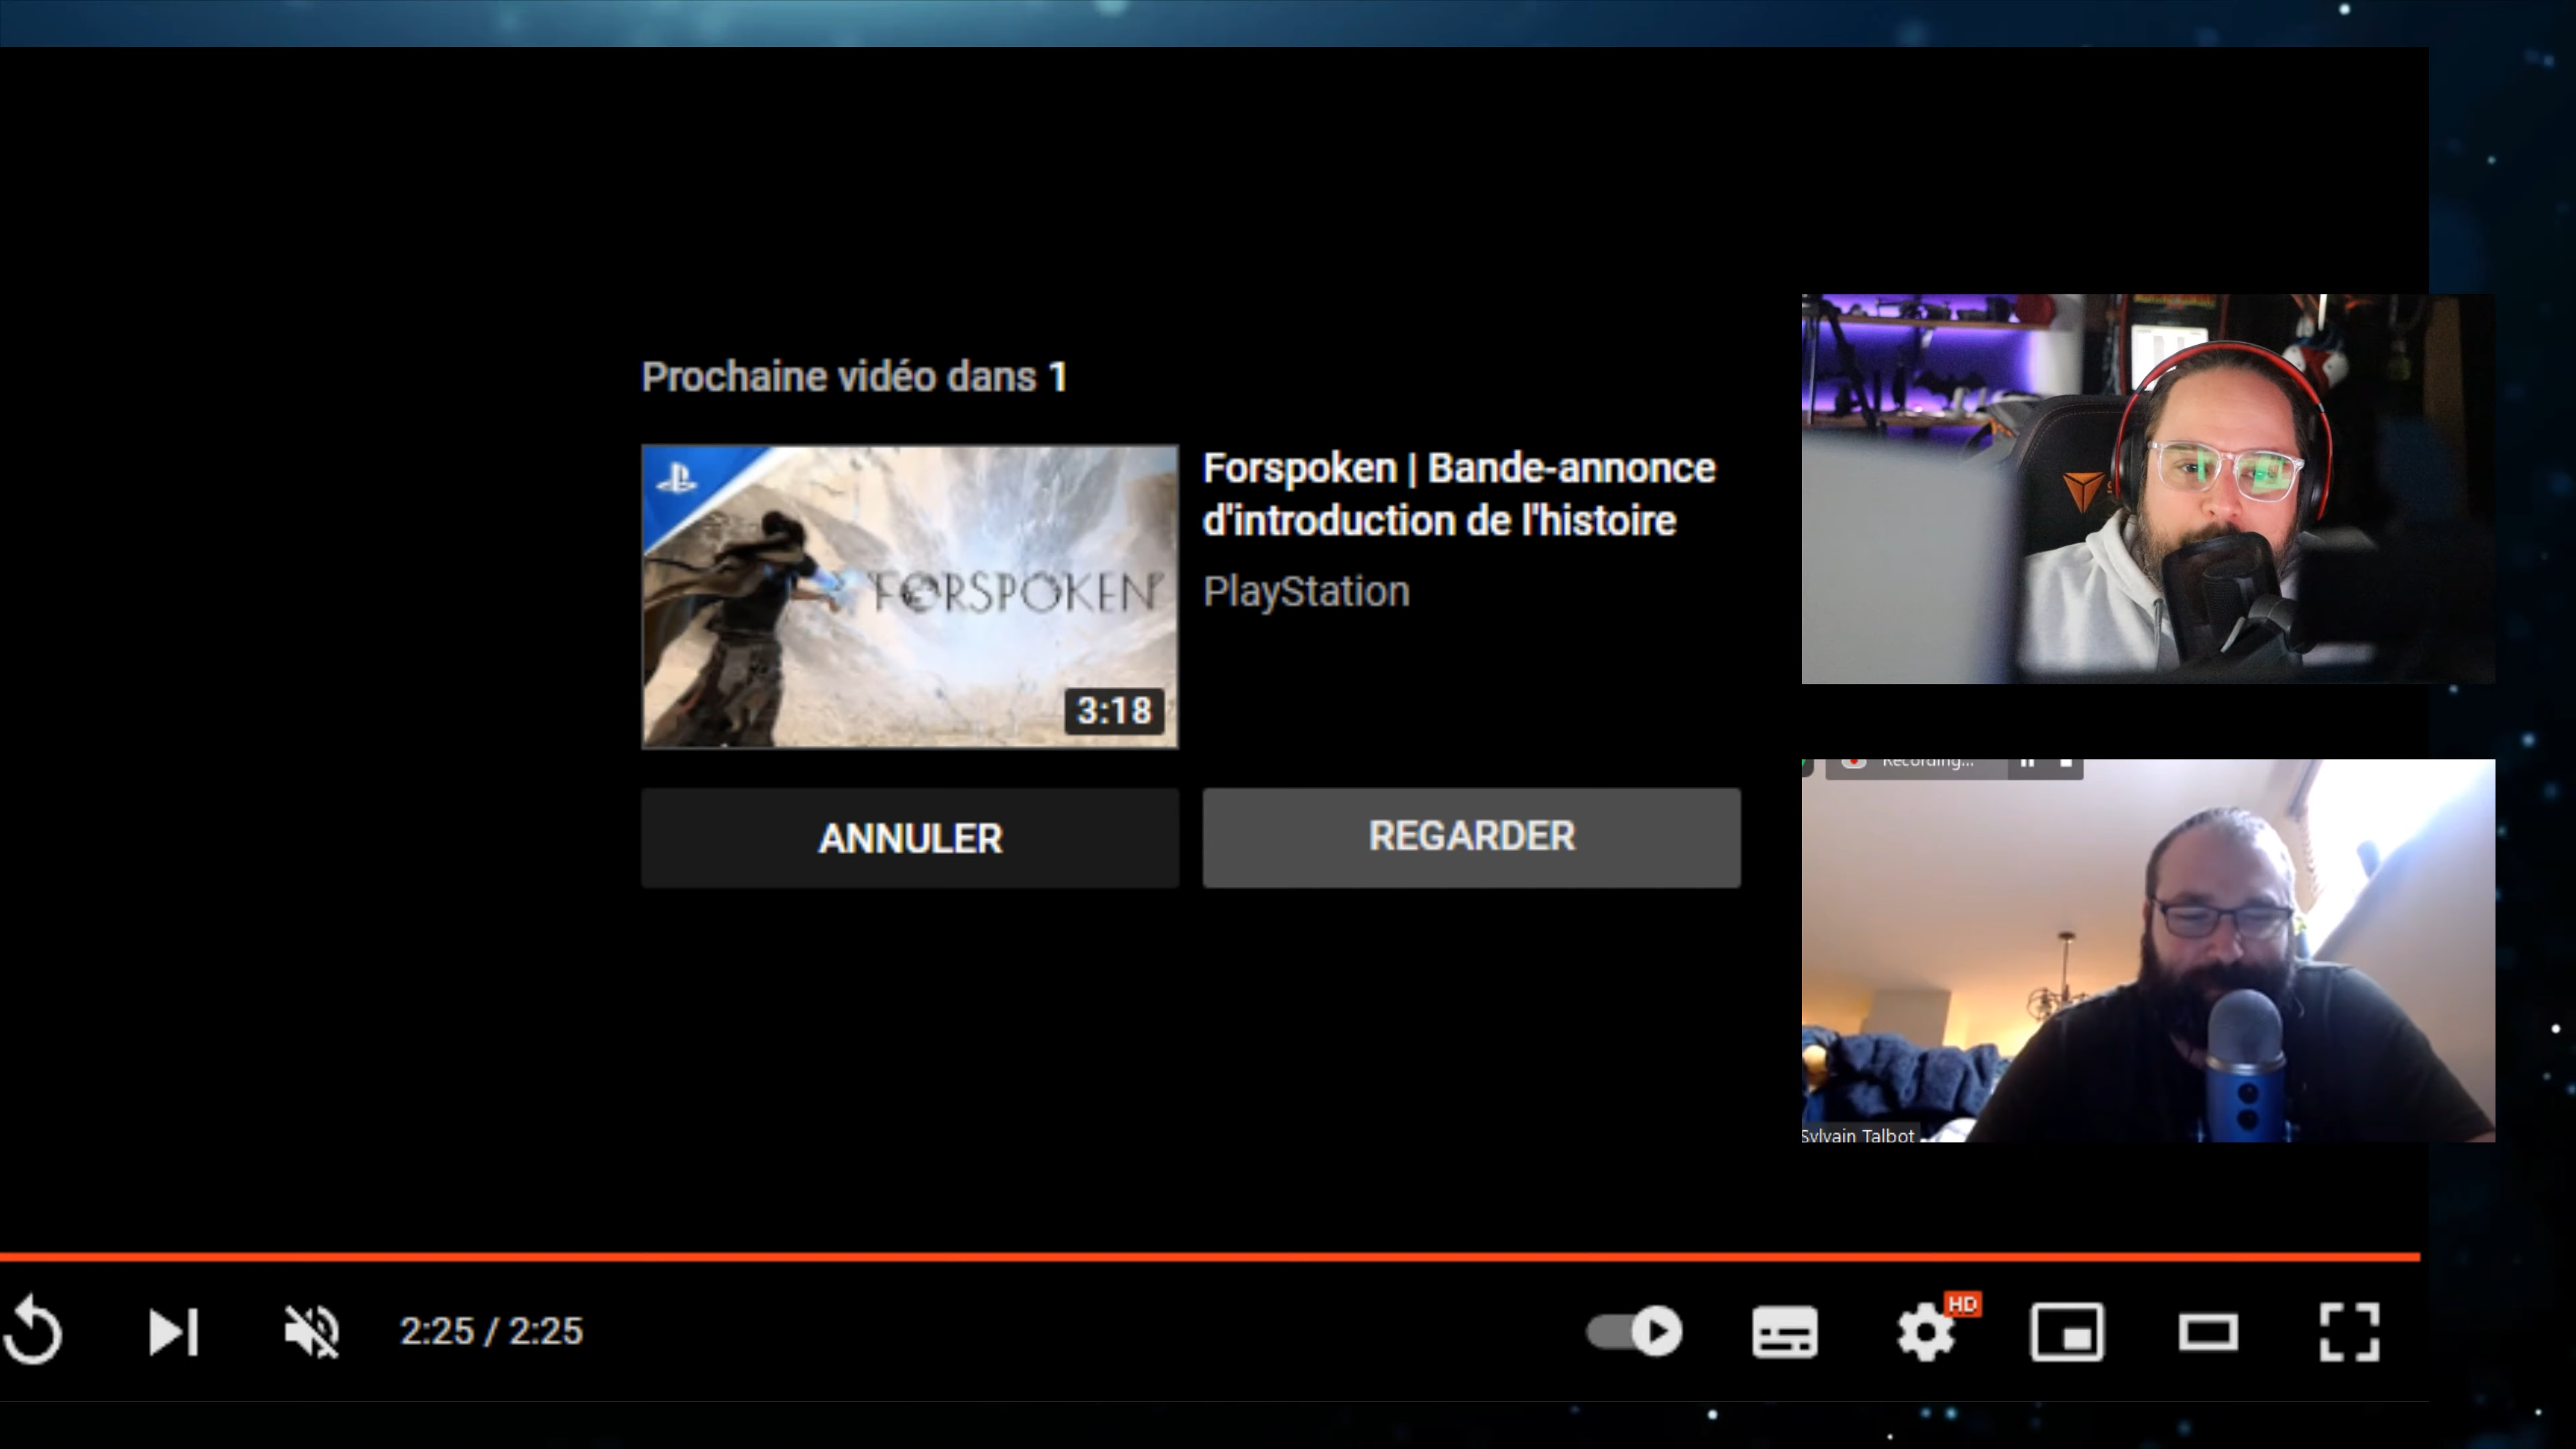 Prochaine vidéo dans 1
FORSPOKEN
3:18
Forspoken | Bande-annonce
d'introduction de l'histoire
PlayStation
ANNULER
REGARDER
Recording...
Sylvain Talbot
2:25 / 2:25
HD